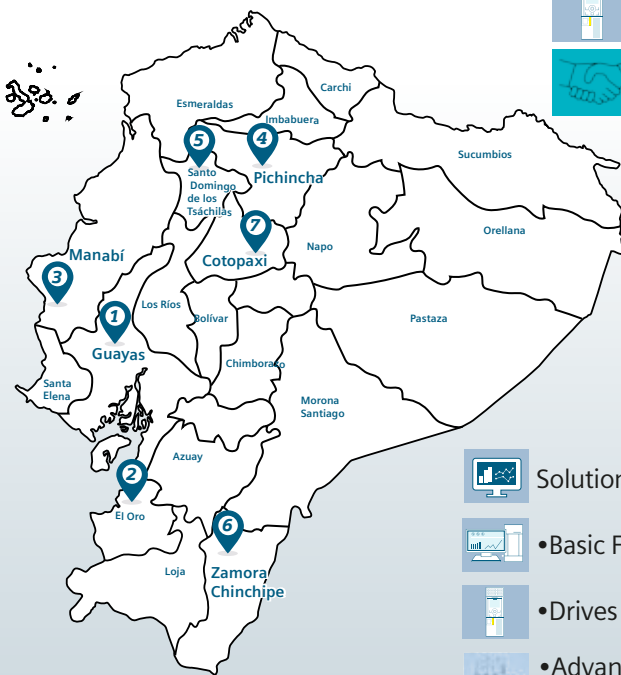 Carchi
Esmeraldas
Imbabuera
5
4
Sucumbios
Santo
Domingo
de los
Tsáchilas
Pichincha
7
Orellana
Napo
Manabí
Cotopaxi
3
Los Ríos
1
Bolívar
Pastaza
Guayas
Chimborazo
Santa
Elena
Morona
Santiago
Azuay
2
Solution
El Oro
6
•Basic F
Loja
Zamora
Chinchipe
•Drives
•Advan